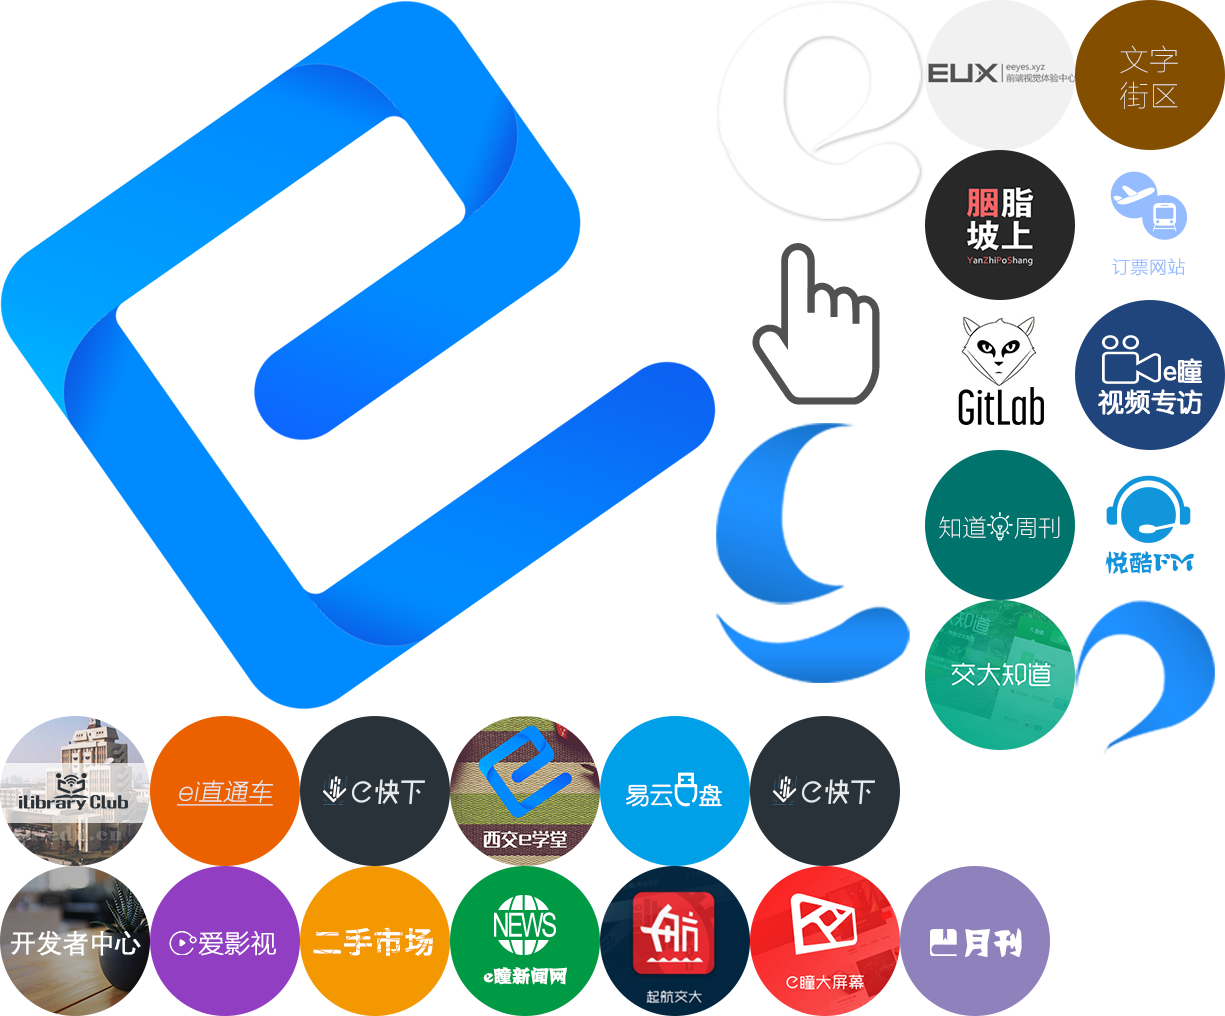 EUX
eeyes.xyz
前端视觉体验中心
文字
街区
胭脂
坡上
YanZhiPoShang
订票网站
GitLab
e瞳
视频专访
知道周刊
悦酷FM
交大知道
iLibrary Club
ei直通车
e快下
西交e学堂
易云盘
e快下
开发者中心
爱影视
二手市场
NEWS
e瞳新闻网
航
起航交大
e瞳大屏幕
月刊